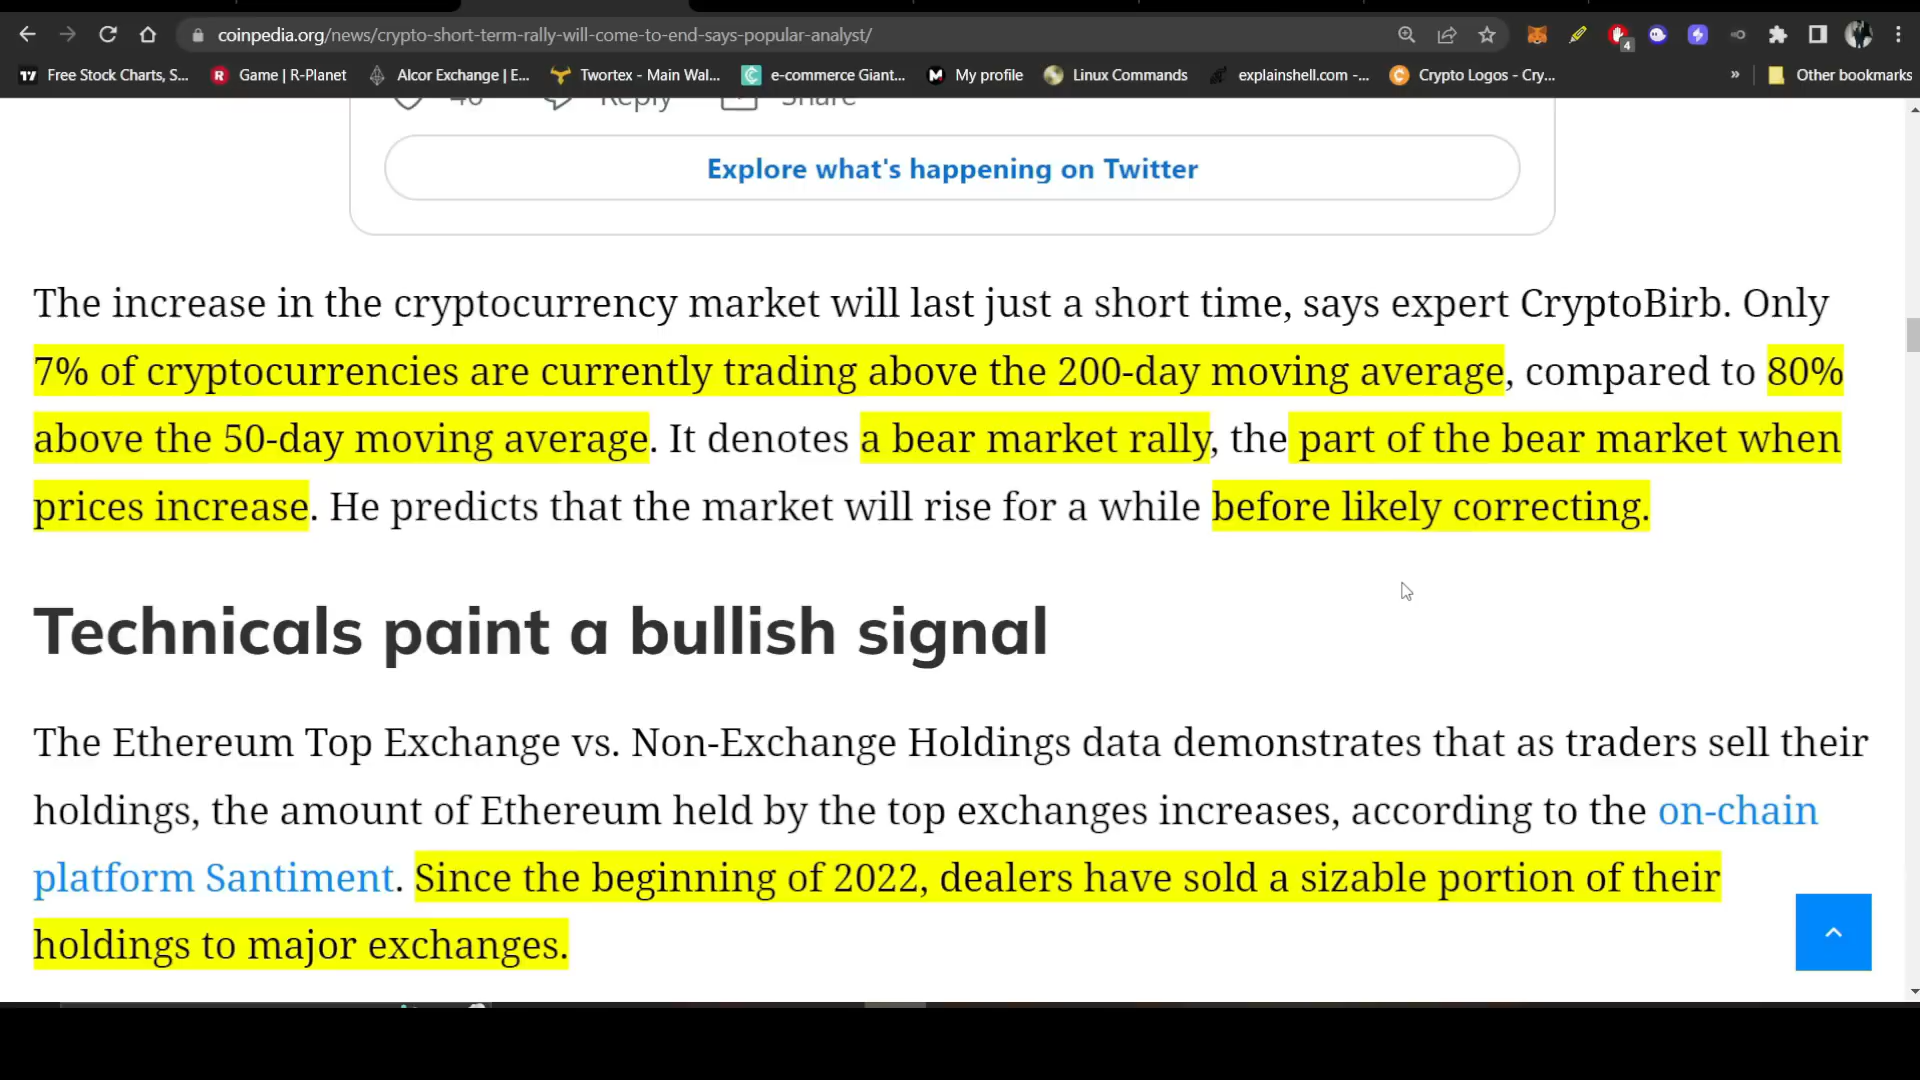 coinpedia.org/news/crypto-short-term-rally-will-come-to-end-says-popular-analyst/
4
Free Stock Charts, S... Game | R-Planet Alcor Exchange | E... Twortex - Main Wal... e-commerce Giant... My profile Linux Commands explainshell.com -... Crypto Logos - Cry... » Other bookmarks
Reply Share
Explore what's happening on Twitter
The increase in the cryptocurrency market will last just a short time, says expert CryptoBirb. Only
7% of cryptocurrencies are currently trading above the 200-day moving average, compared to 80%
above the 50-day moving average. It denotes a bear market rally, the part of the bear market when
prices increase. He predicts that the market will rise for a while before likely correcting.
Technicals paint a bullish signal
The Ethereum Top Exchange vs. Non-Exchange Holdings data demonstrates that as traders sell their
holdings, the amount of Ethereum held by the top exchanges increases, according to the on-chain
platform Santiment. Since the beginning of 2022, dealers have sold a sizable portion of their
holdings to major exchanges.